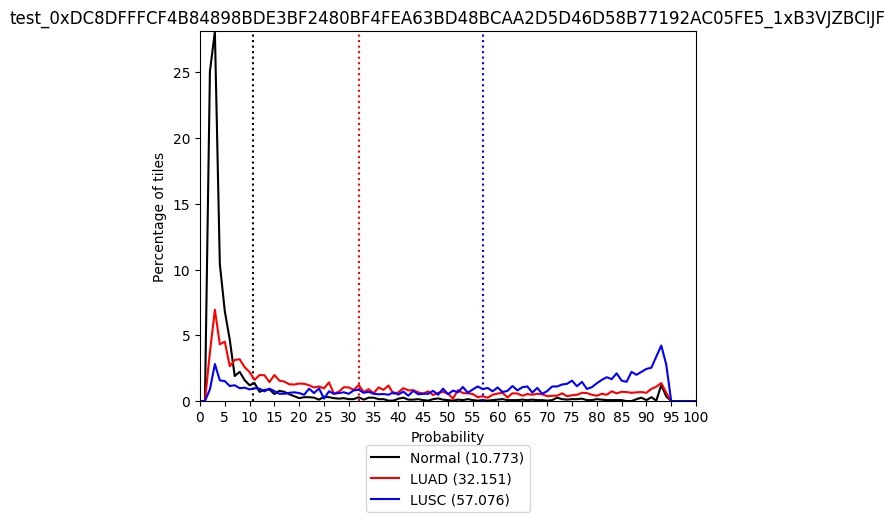 test_0xDC8DFFFCF4B84898BDE3BF2480BF4FEA63BD48BCAA2D5D46D58B77192AC05FE5_1xB3VJZBCIJF
25
20
15
10
5
0
Percentage of tiles
0 5 10 15 20 25 30 35 40 45 50 55 60 65 70 75 80 85 90 95 100
Probability
Normal (10.773)
LUAD (32.151)
LUSC (57.076)